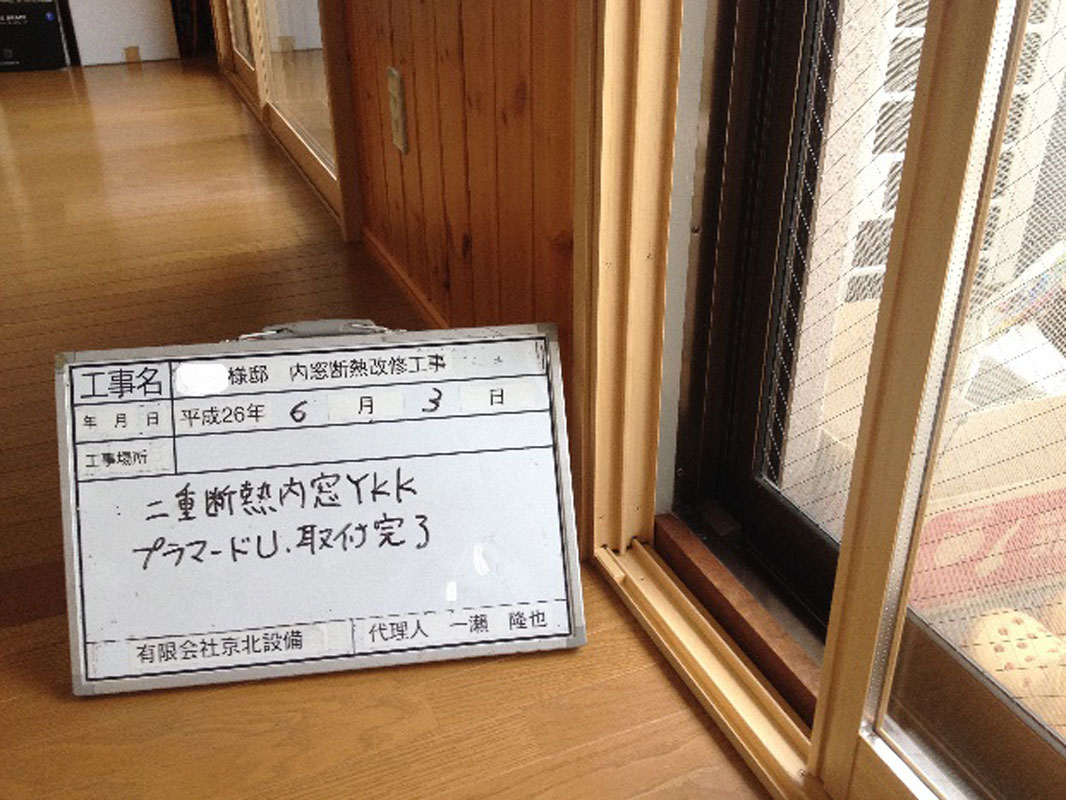 工事名 様邸 内窓断熱改修工事
年 月 日 平成26年 6 月 3 日
工事場所
二重断熱内窓YKK
プラマードU.取付完了
有限会社京北設備 代理人 一瀬 隆也